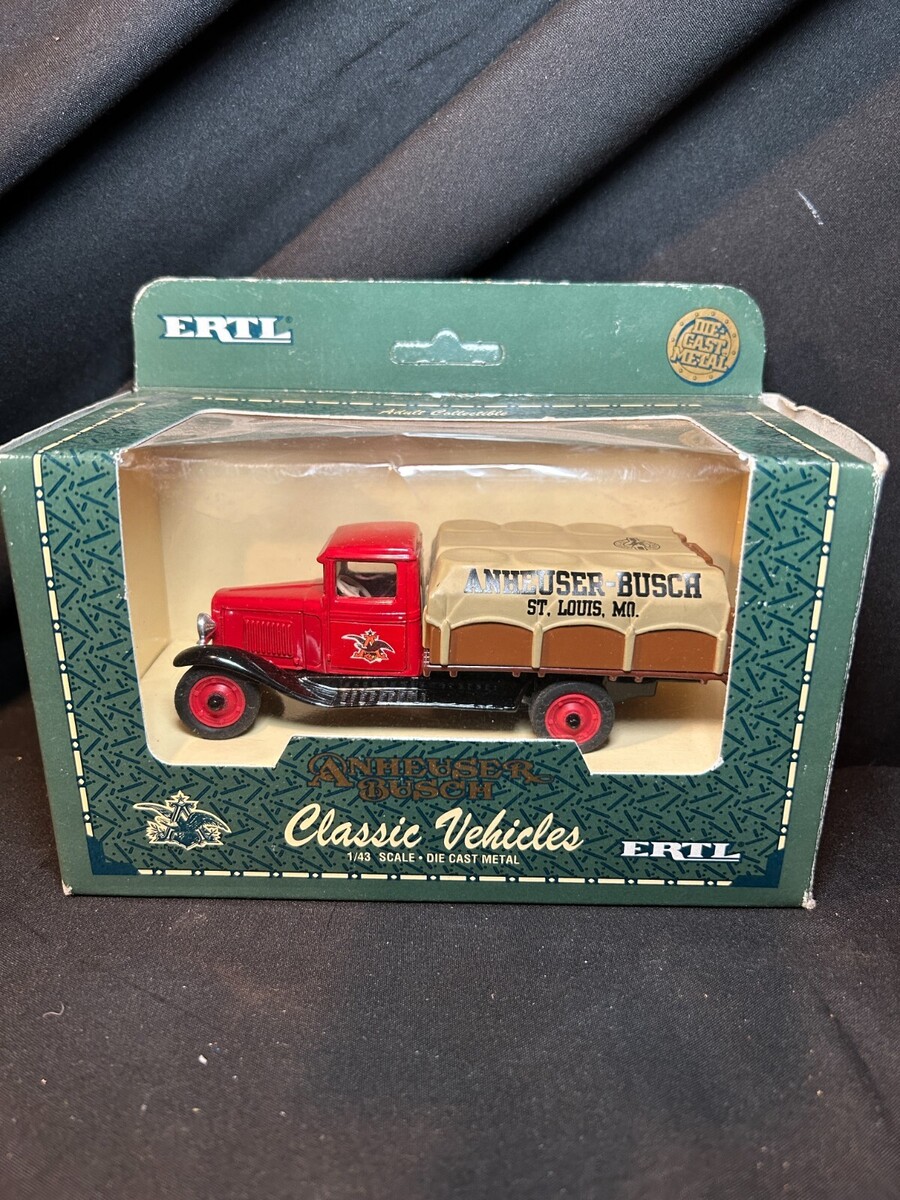 ERTL
DIE-
CAST
METAL
Adult Collectible
ANHEUSER-BUSCH
ST. LOUIS, MO.
ANHEUSER
BUSCH
Classic Vehicles
1/43 SCALE • DIE CAST METAL
ERTL